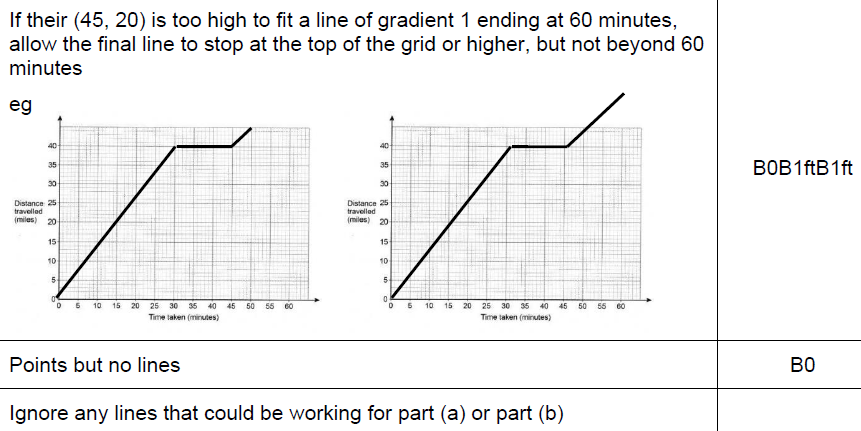 If their (45, 20) is too high to fit a line of gradient 1 ending at 60 minutes,
allow the final line to stop at the top of the grid or higher, but not beyond 60
minutes
eg
40
35
30
Distance 25
travelled
(miles) 20
15
10
5
0
0 5 10 15 20 25 30 35 40 45 50 55 60
Time taken (minutes)
40
35
30
Distance 25
travelled
(miles) 20
15
10
5
0
0 5 10 15 20 25 30 35 40 45 50 55 60
Time taken (minutes)
B0B1ftB1ft
Points but no lines
B0
Ignore any lines that could be working for part (a) or part (b)